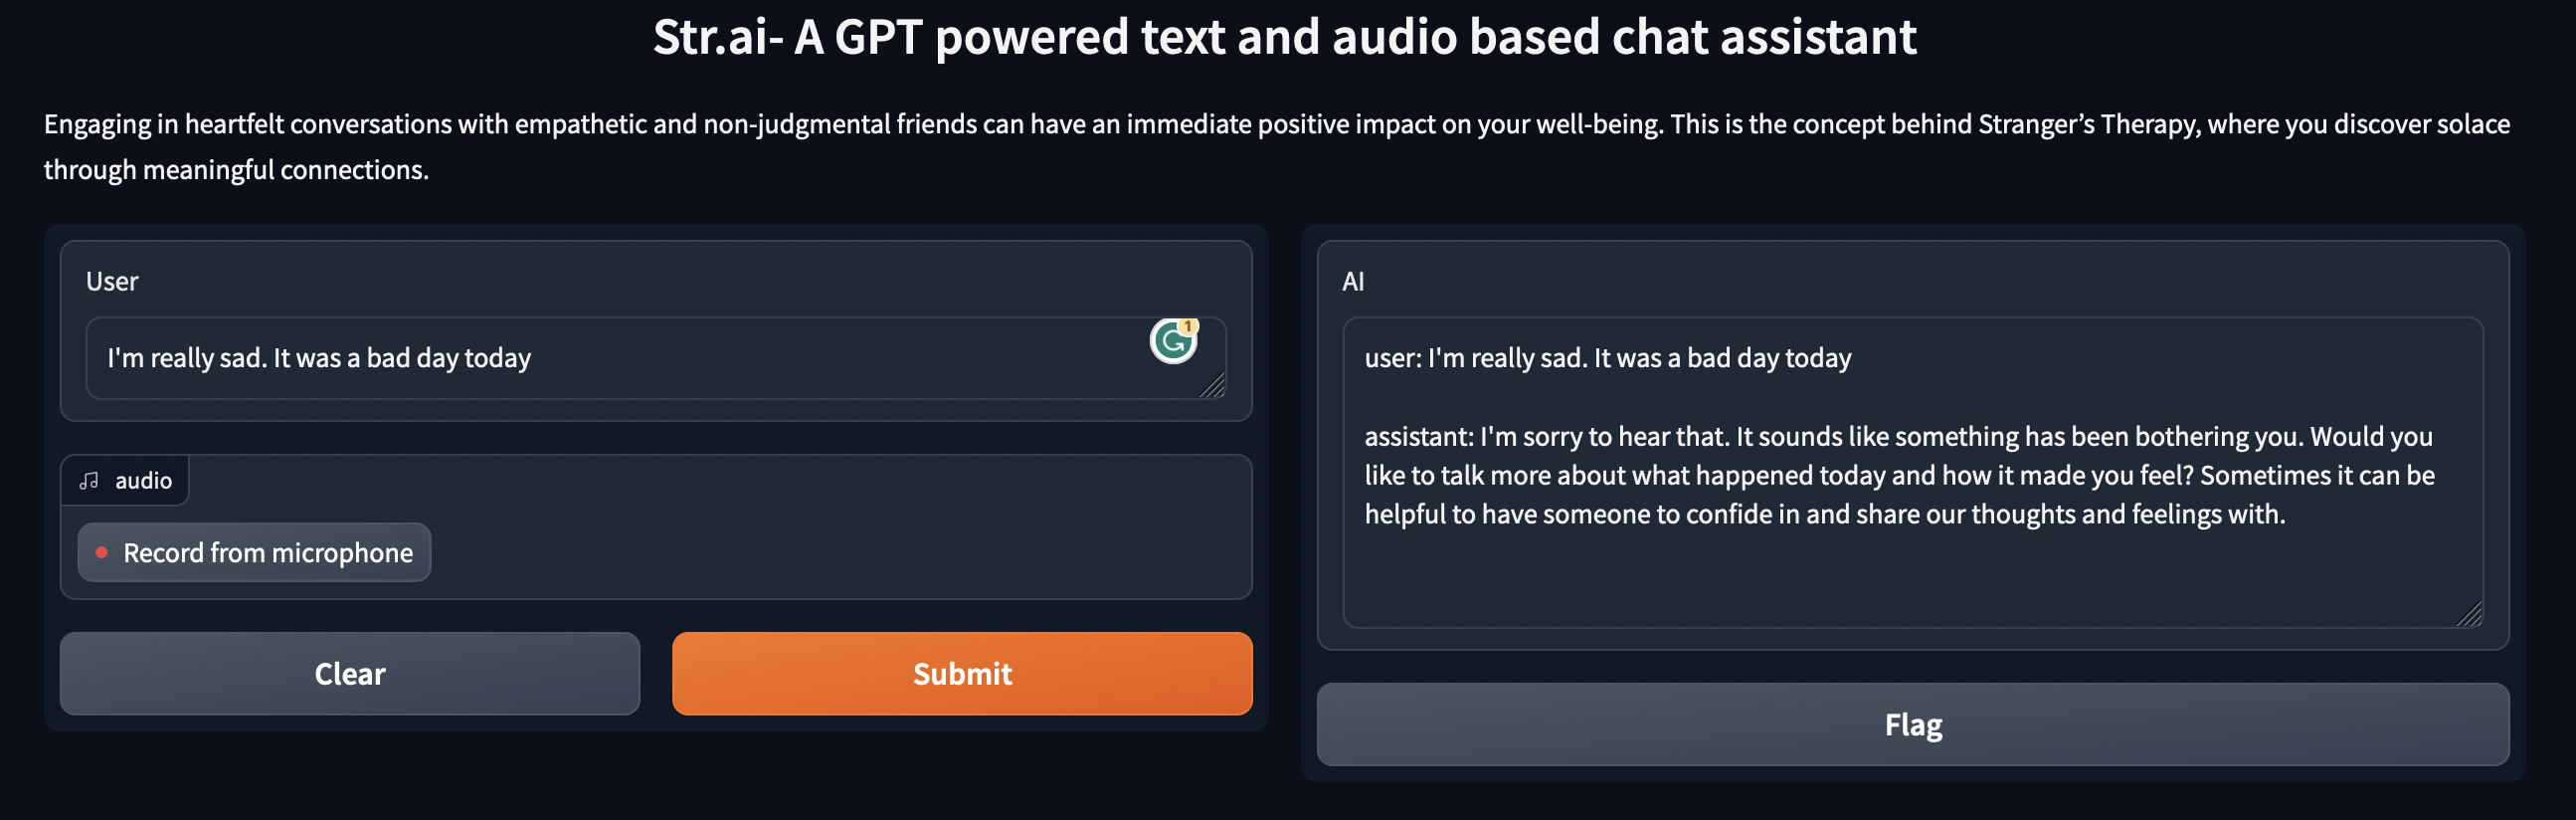 Str.ai- A GPT powered text and audio based chat assistant
Engaging in heartfelt conversations with empathetic and non-judgmental friends can have an immediate positive impact on your well-being. This is the concept behind Stranger’s Therapy, where you discover solace
through meaningful connections.
User
I'm really sad. It was a bad day today
1
audio
Record from microphone
Clear
Submit
AI
user: I'm really sad. It was a bad day today
assistant: I'm sorry to hear that. It sounds like something has been bothering you. Would you
like to talk more about what happened today and how it made you feel? Sometimes it can be
helpful to have someone to confide in and share our thoughts and feelings with.
Flag